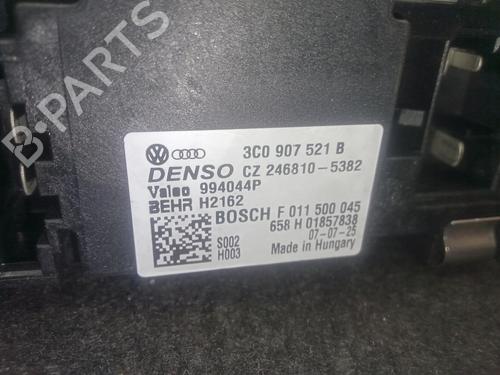 B-PARTS
3C0 907 521 B
DENSO CZ 246810-5382
Valeo 994044P
BEHR H2162
BOSCH F 011 500 045
658 H 01857838
07-07-25
S002
H003
Made in Hungary